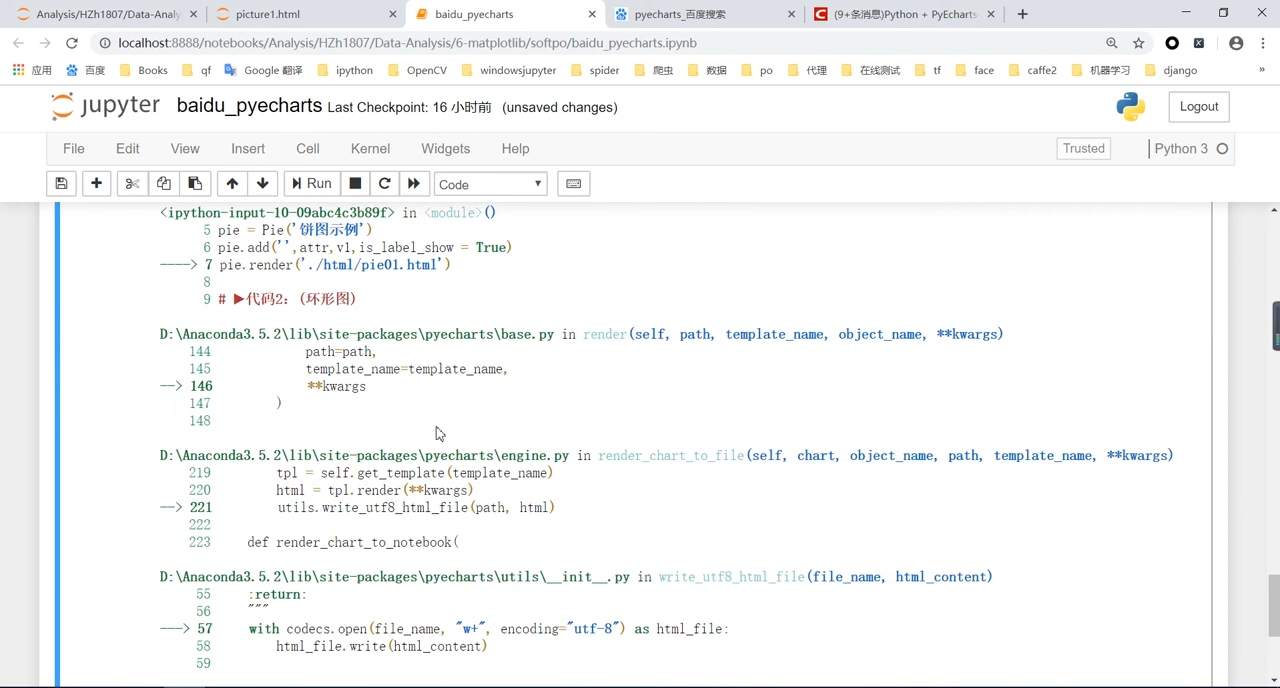 Analysis/HZh1807/Data-Analy
picture1.html
baidu_pyecharts
pyecharts_百度搜索
(9+条消息)Python + PyEcharts
localhost:8888/notebooks/Analysis/HZh1807/Data-Analysis/6-matplotlib/softpo/baidu_pyecharts.ipynb
应用 百度 Books qf Google 翻译 ipython OpenCV windowsjupyter spider 爬虫 数据 po 代理 在线测试 tf face caffe2 机器学习 django »
jupyter baidu_pyecharts Last Checkpoint: 16 小时前 (unsaved changes)
Logout
File Edit View Insert Cell Kernel Widgets Help
Trusted
Python 3
Run
Code
<ipython-input-10-09abc4c3b89f> in <module>()
5 pie = Pie('饼图示例')
6 pie.add('',attr,v1,is_label_show = True)
----> 7 pie.render('./html/pie01.html')
8
9 # ►代码2: (环形图)
D:\Anaconda3.5.2\lib\site-packages\pyecharts\base.py in render(self, path, template_name, object_name, **kwargs)
144 path=path,
145 template_name=template_name,
--> 146 **kwargs
147 )
148
D:\Anaconda3.5.2\lib\site-packages\pyecharts\engine.py in render_chart_to_file(self, chart, object_name, path, template_name, **kwargs)
219 tpl = self.get_template(template_name)
220 html = tpl.render(**kwargs)
--> 221 utils.write_utf8_html_file(path, html)
222
223 def render_chart_to_notebook(
D:\Anaconda3.5.2\lib\site-packages\pyecharts\utils\__init__.py in write_utf8_html_file(file_name, html_content)
55 :return:
56 """
---> 57 with codecs.open(file_name, "w+", encoding="utf-8") as html_file:
58 html_file.write(html_content)
59